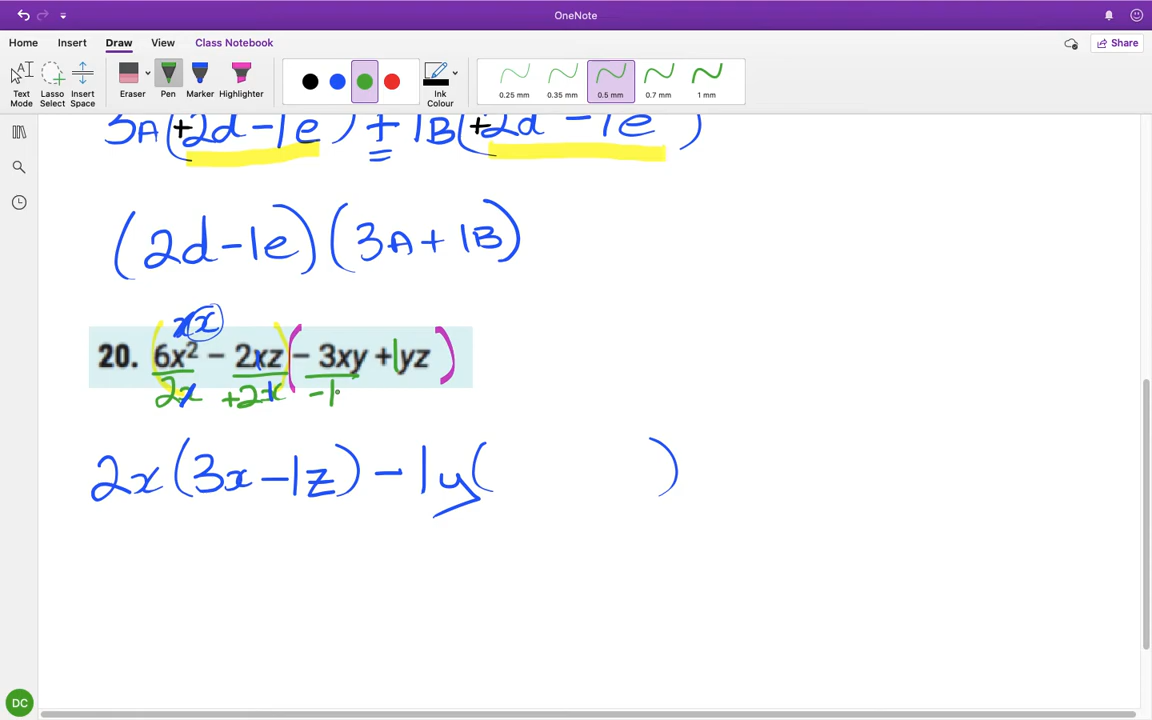 OneNote
Home Insert Draw View Class Notebook Share
Text Mode Lasso Select Insert Space Eraser Pen Marker Highlighter Ink Colour 0.25 mm 0.35 mm 0.5 mm 0.7 mm 1 mm
3A(+2d-1e) + 1B(+2d-1e)
(2d-1e)(3A+1B)
xx
20. (6x² - 2xz)(- 3xy + 1yz)
2x +2x -1
2x(3x-1z) - 1y( )
DC